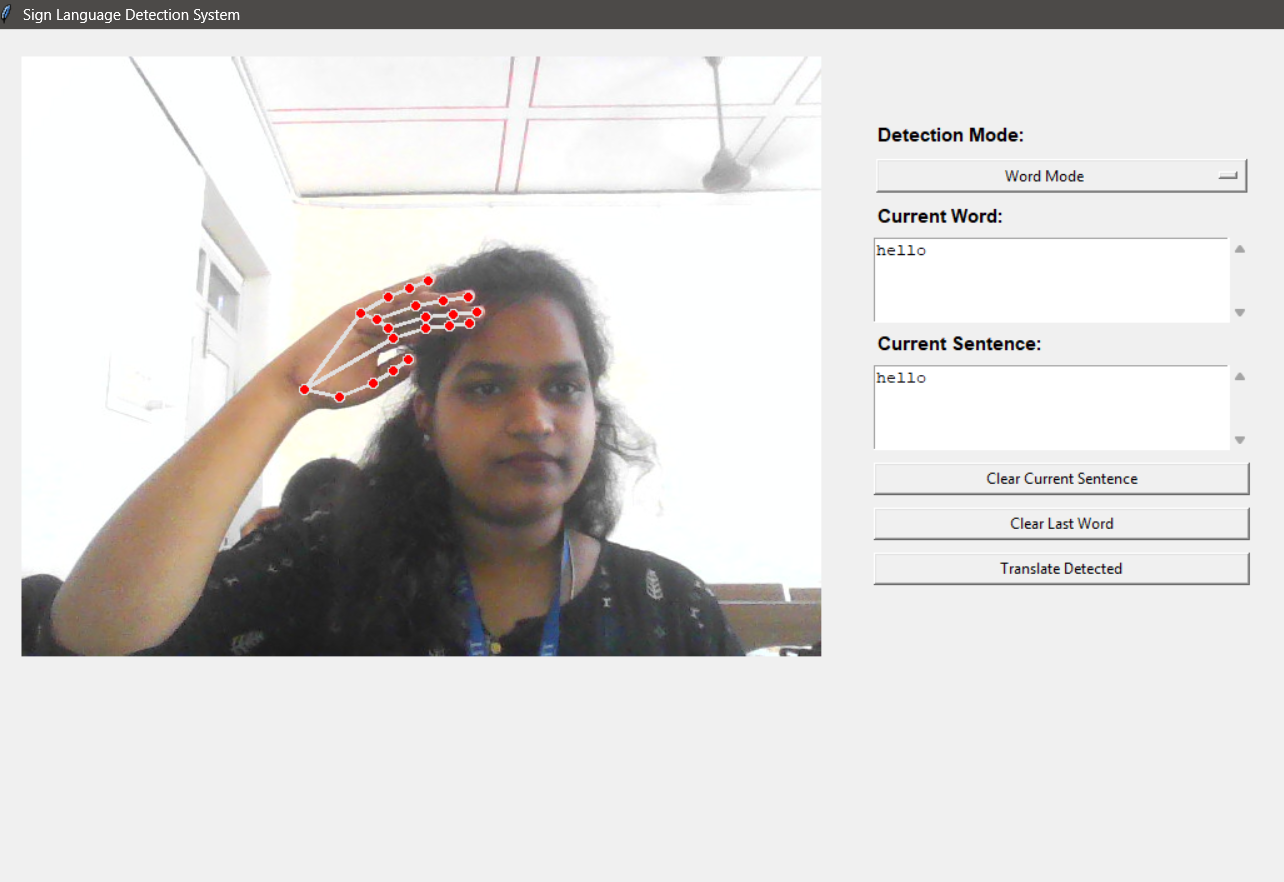 Sign Language Detection System
Detection Mode:
Word Mode
Current Word:
hello
Current Sentence:
hello
Clear Current Sentence
Clear Last Word
Translate Detected